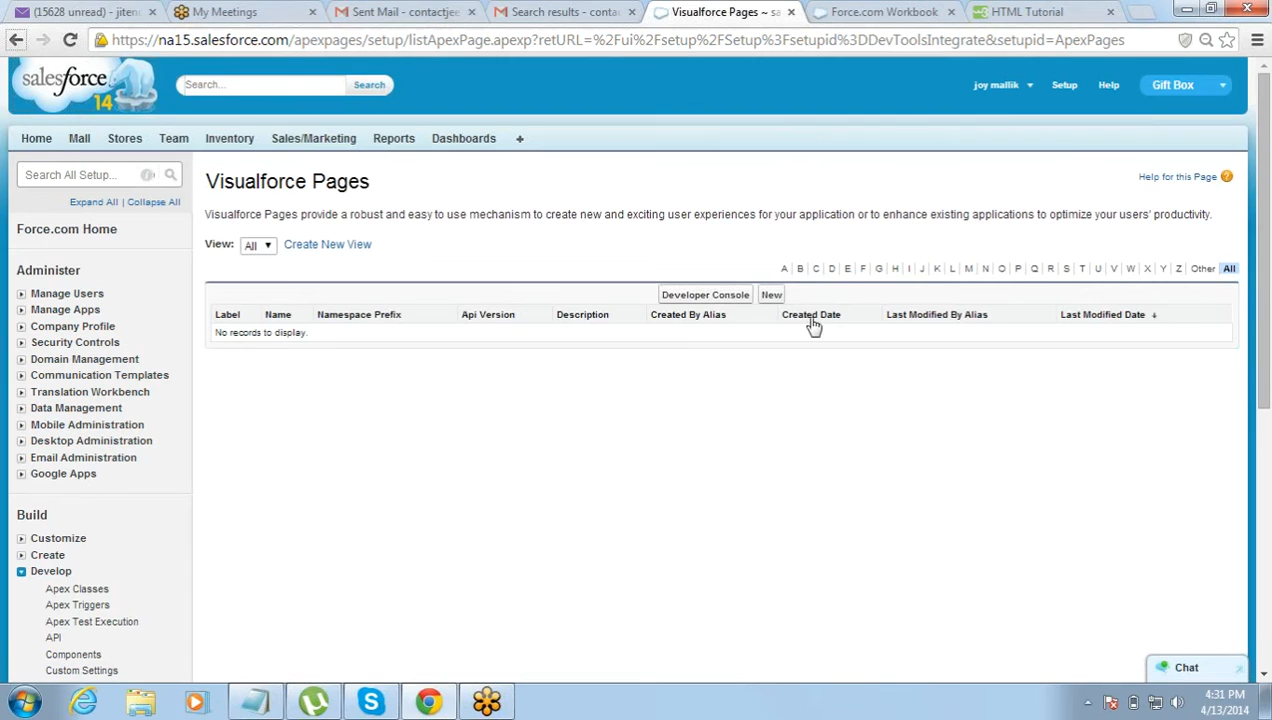 (15628 unread) - jiten
My Meetings
Sent Mail - contactjee
Search results - conta
Visualforce Pages ~ sa
Force.com Workbook
HTML Tutorial
https://na15.salesforce.com/apexpages/setup/listApexPage.apexp?retURL=%2Fui%2Fsetup%2FSetup%3Fsetupid%3DDevToolsIntegrate&setupid=ApexPages
salesforce
14
Search...
Search
joy mallik
Setup
Help
Gift Box
Home
Mall
Stores
Team
Inventory
Sales/Marketing
Reports
Dashboards
+
Search All Setup...
Expand All | Collapse All
Force.com Home
Administer
Manage Users
Manage Apps
Company Profile
Security Controls
Domain Management
Communication Templates
Translation Workbench
Data Management
Mobile Administration
Desktop Administration
Email Administration
Google Apps
Build
Customize
Create
Develop
Apex Classes
Apex Triggers
Apex Test Execution
API
Components
Custom Settings
Visualforce Pages
Help for this Page
Visualforce Pages provide a robust and easy to use mechanism to create new and exciting user experiences for your application or to enhance existing applications to optimize your users' productivity.
View: All Create New View
A | B | C | D | E | F | G | H | I | J | K | L | M | N | O | P | Q | R | S | T | U | V | W | X | Y | Z | Other All
Developer Console New
Label Name Namespace Prefix Api Version Description Created By Alias Created Date Last Modified By Alias Last Modified Date
No records to display.
Chat
4:31 PM
4/13/2014